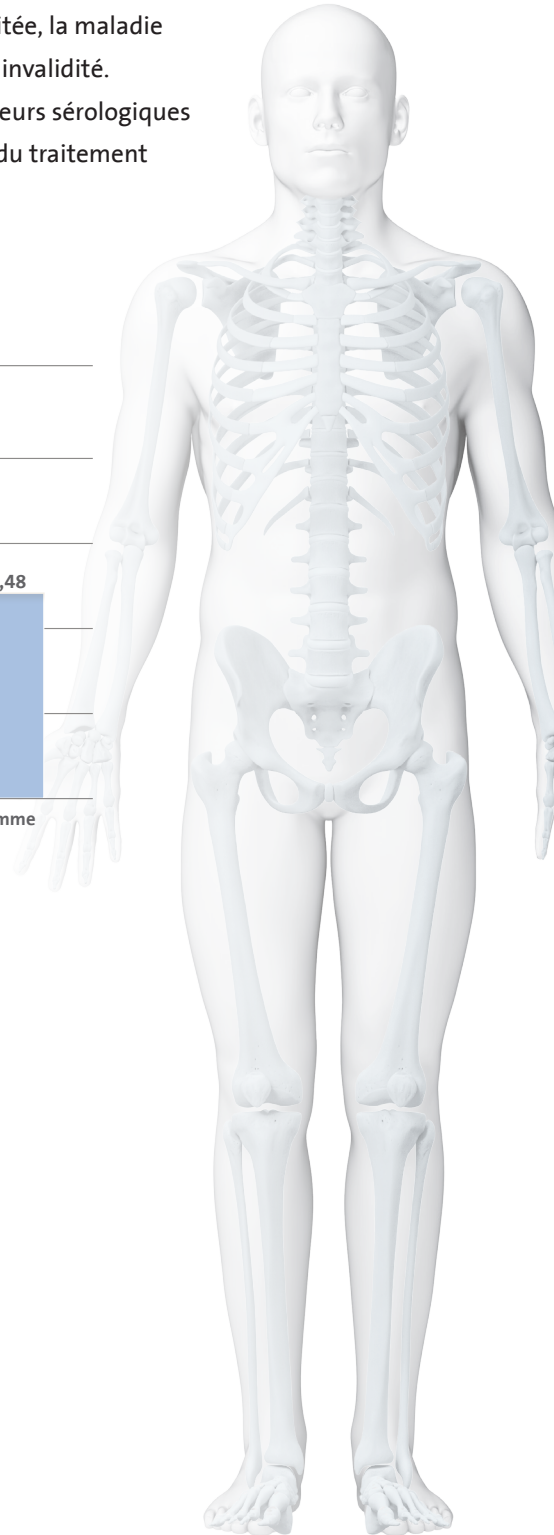 itée, la maladie
invalidité.
eurs sérologiques
du traitement
,48
mme